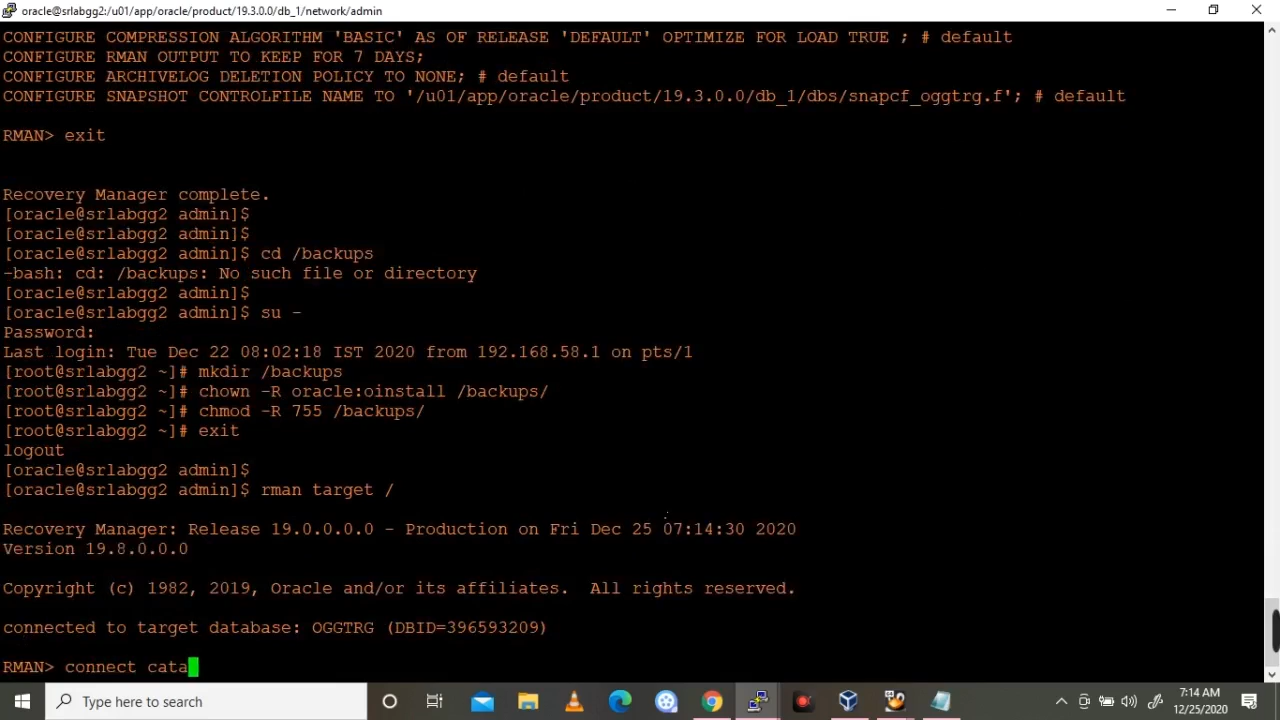 oracle@srlabgg2:/u01/app/oracle/product/19.3.0.0/db_1/network/admin
CONFIGURE COMPRESSION ALGORITHM 'BASIC' AS OF RELEASE 'DEFAULT' OPTIMIZE FOR LOAD TRUE ; # default
CONFIGURE RMAN OUTPUT TO KEEP FOR 7 DAYS;
CONFIGURE ARCHIVELOG DELETION POLICY TO NONE; # default
CONFIGURE SNAPSHOT CONTROLFILE NAME TO '/u01/app/oracle/product/19.3.0.0/db_1/dbs/snapcf_oggtrg.f'; # default
RMAN> exit
Recovery Manager complete.
[oracle@srlabgg2 admin]$
[oracle@srlabgg2 admin]$
[oracle@srlabgg2 admin]$ cd /backups
-bash: cd: /backups: No such file or directory
[oracle@srlabgg2 admin]$
[oracle@srlabgg2 admin]$ su -
Password:
Last login: Tue Dec 22 08:02:18 IST 2020 from 192.168.58.1 on pts/1
[root@srlabgg2 ~]# mkdir /backups
[root@srlabgg2 ~]# chown -R oracle:oinstall /backups/
[root@srlabgg2 ~]# chmod -R 755 /backups/
[root@srlabgg2 ~]# exit
logout
[oracle@srlabgg2 admin]$
[oracle@srlabgg2 admin]$ rman target /
Recovery Manager: Release 19.0.0.0.0 - Production on Fri Dec 25 07:14:30 2020
Version 19.8.0.0.0
Copyright (c) 1982, 2019, Oracle and/or its affiliates.  All rights reserved.
connected to target database: OGGTRG (DBID=396593209)
RMAN> connect cata
Type here to search
7:14 AM
12/25/2020